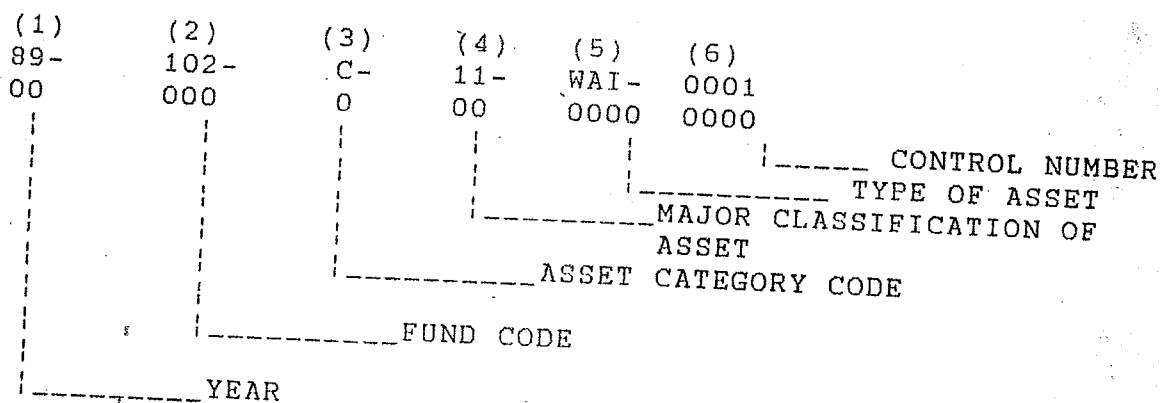 (1) (2) (3) (4) (5) (6)
89- 102- C- 11- WAI- 0001
00 000 0 00 0000 0000
CONTROL NUMBER
TYPE OF ASSET
MAJOR CLASSIFICATION OF
ASSET
ASSET CATEGORY CODE
FUND CODE
YEAR